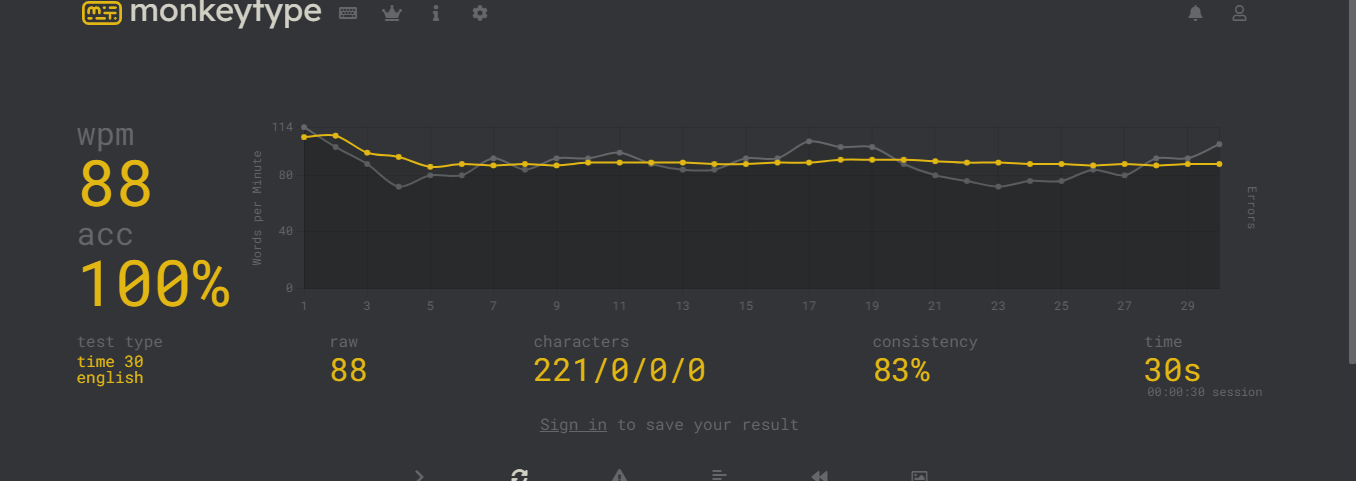 monkeytype
wpm
88
acc
100%
Words per Minute
114
80
40
0
1 3 5 7 9 11 13 15 17 19 21 23 25 27 29
Errors
test type
time 30
english
raw
88
characters
221/0/0/0
consistency
83%
time
30s
00:00:30 session
Sign in to save your result